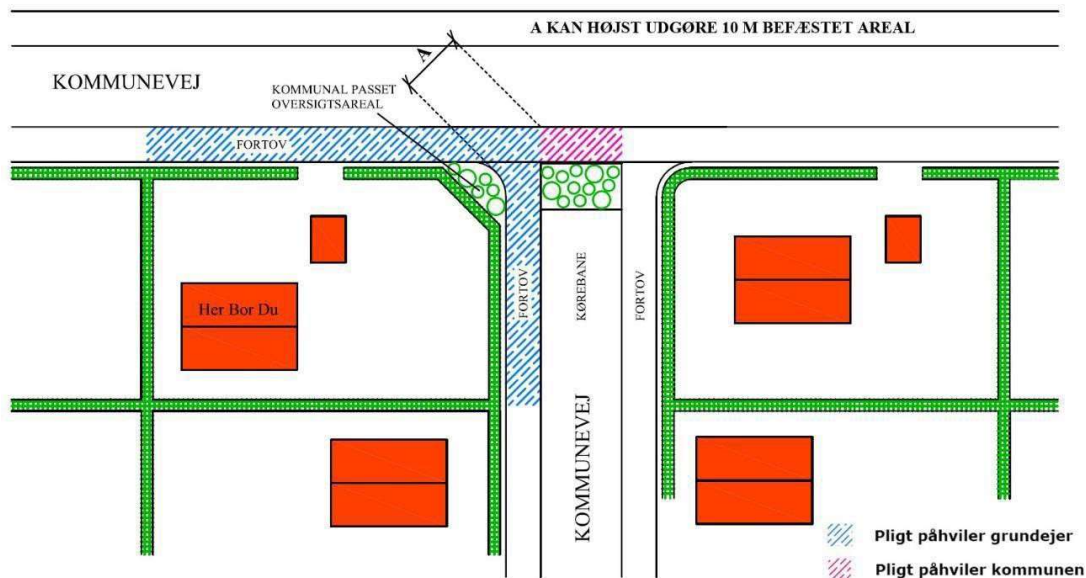 A KAN HØJST UDGØRE 10 M BEFÆSTET AREAL
A
KOMMUNEVEJ
KOMMUNAL PASSET
OVERSIGTSAREAL
FORTOV
FORTOV
KØREBANE
FORTOV
Her Bor Du
KOMMUNEVEJ
Pligt påhviler grundejer
Pligt påhviler kommunen